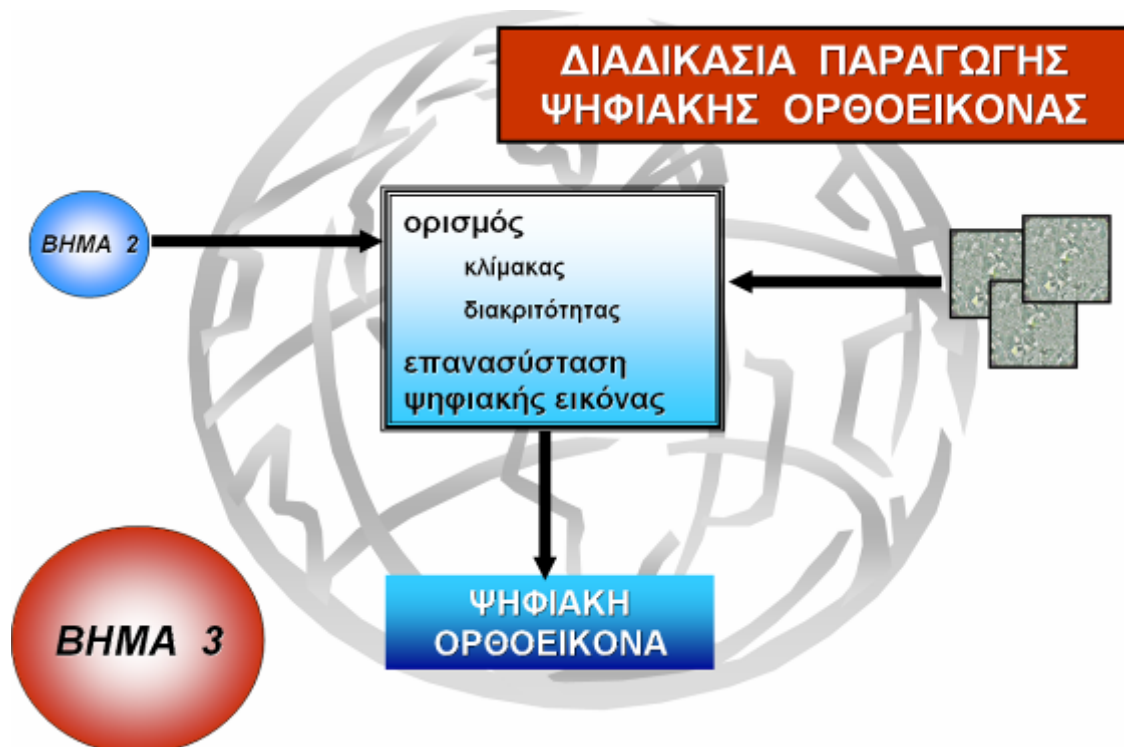 ΔΙΑΔΙΚΑΣΙΑ ΠΑΡΑΓΩΓΗΣ
ΨΗΦΙΑΚΗΣ ΟΡΘΟΕΙΚΟΝΑΣ
ΒΗΜΑ 2
ορισμός
κλίμακας
διακριτότητας
επανασύσταση
ψηφιακής εικόνας
ΨΗΦΙΑΚΗ
ΟΡΘΟΕΙΚΟΝΑ
ΒΗΜΑ 3